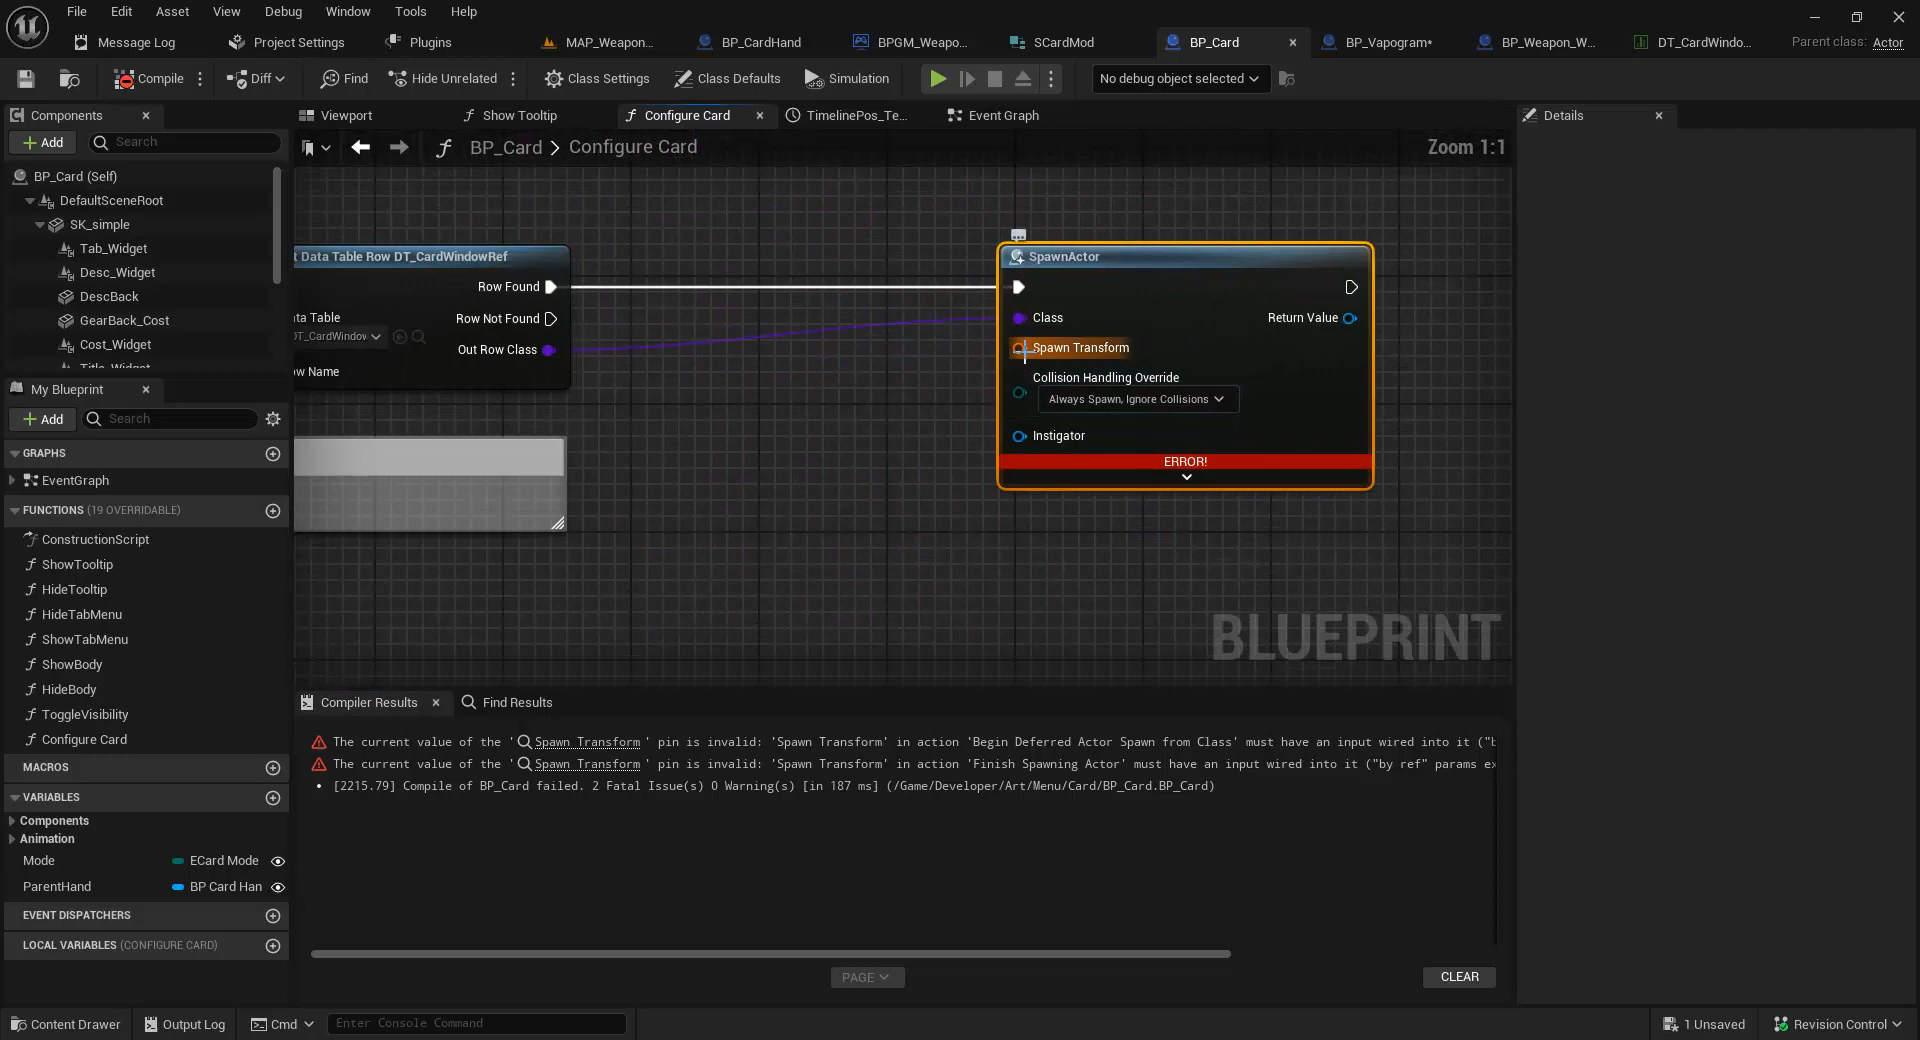 File Edit Asset View Debug Window Tools Help
Message Log Project Settings Plugins MAP_Weapon... BP_CardHand BPGM_Weapo... SCardMod BP_Card BP_Vapogram* BP_Weapon_W... DT_CardWindo... Parent class: Actor
Compile Diff Find Hide Unrelated Class Settings Class Defaults Simulation No debug object selected
Components Viewport Show Tooltip Configure Card TimelinePos_Te... Event Graph Details
Add Search
BP_Card > Configure Card Zoom 1:1
BP_Card (Self)
DefaultSceneRoot
SK_simple
Tab_Widget
Desc_Widget
DescBack
GearBack_Cost
Cost_Widget
Title_Widget
t Data Table Row DT_CardWindowRef
Row Found
ata Table
Row Not Found
DT_CardWindov
Out Row Class
ow Name
SpawnActor
Class
Return Value
Spawn Transform
Collision Handling Override
Always Spawn, Ignore Collisions
Instigator
ERROR!
BLUEPRINT
My Blueprint
Add Search
GRAPHS
EventGraph
FUNCTIONS (19 OVERRIDABLE)
ConstructionScript
ShowTooltip
HideTooltip
HideTabMenu
ShowTabMenu
ShowBody
HideBody
ToggleVisibility
Configure Card
MACROS
VARIABLES
Components
Animation
Mode ECard Mode
ParentHand BP Card Han
EVENT DISPATCHERS
LOCAL VARIABLES (CONFIGURE CARD)
Compiler Results Find Results
The current value of the ' Spawn Transform ' pin is invalid: 'Spawn Transform' in action 'Begin Deferred Actor Spawn from Class' must have an input wired into it ("b
The current value of the ' Spawn Transform ' pin is invalid: 'Spawn Transform' in action 'Finish Spawning Actor' must have an input wired into it ("by ref" params ex
[2215.79] Compile of BP_Card failed. 2 Fatal Issue(s) 0 Warning(s) [in 187 ms] (/Game/Developer/Art/Menu/Card/BP_Card.BP_Card)
PAGE CLEAR
Content Drawer Output Log Cmd Enter Console Command 1 Unsaved Revision Control